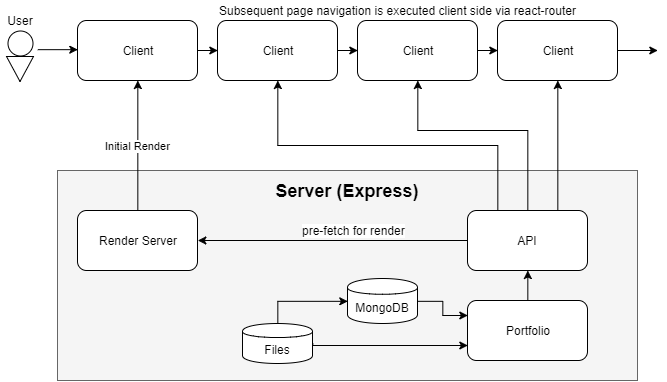 Subsequent page navigation is executed client side via react-router
User
Client
Client
Client
Client
Initial Render
Server (Express)
Render Server
pre-fetch for render
API
MongoDB
Files
Portfolio